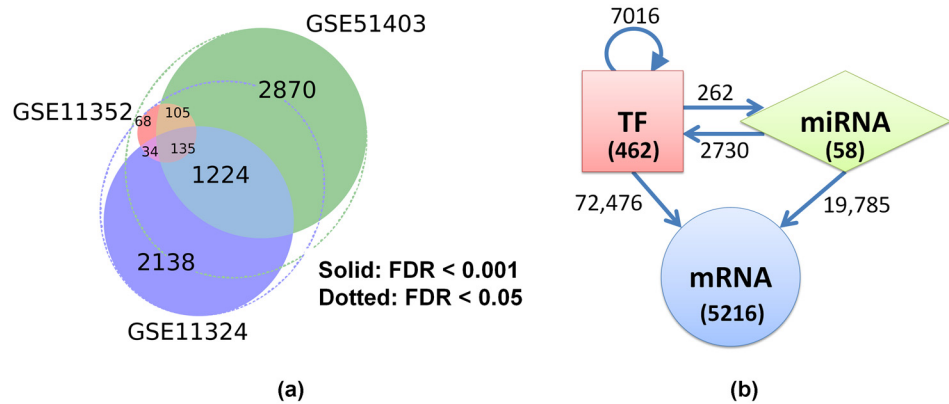 GSE51403
2870
GSE11352
68
105
34
135
1224
2138
GSE11324
Solid: FDR < 0.001
Dotted: FDR < 0.05
(a)
7016
TF
(462)
262
2730
miRNA
(58)
72,476
19,785
mRNA
(5216)
(b)